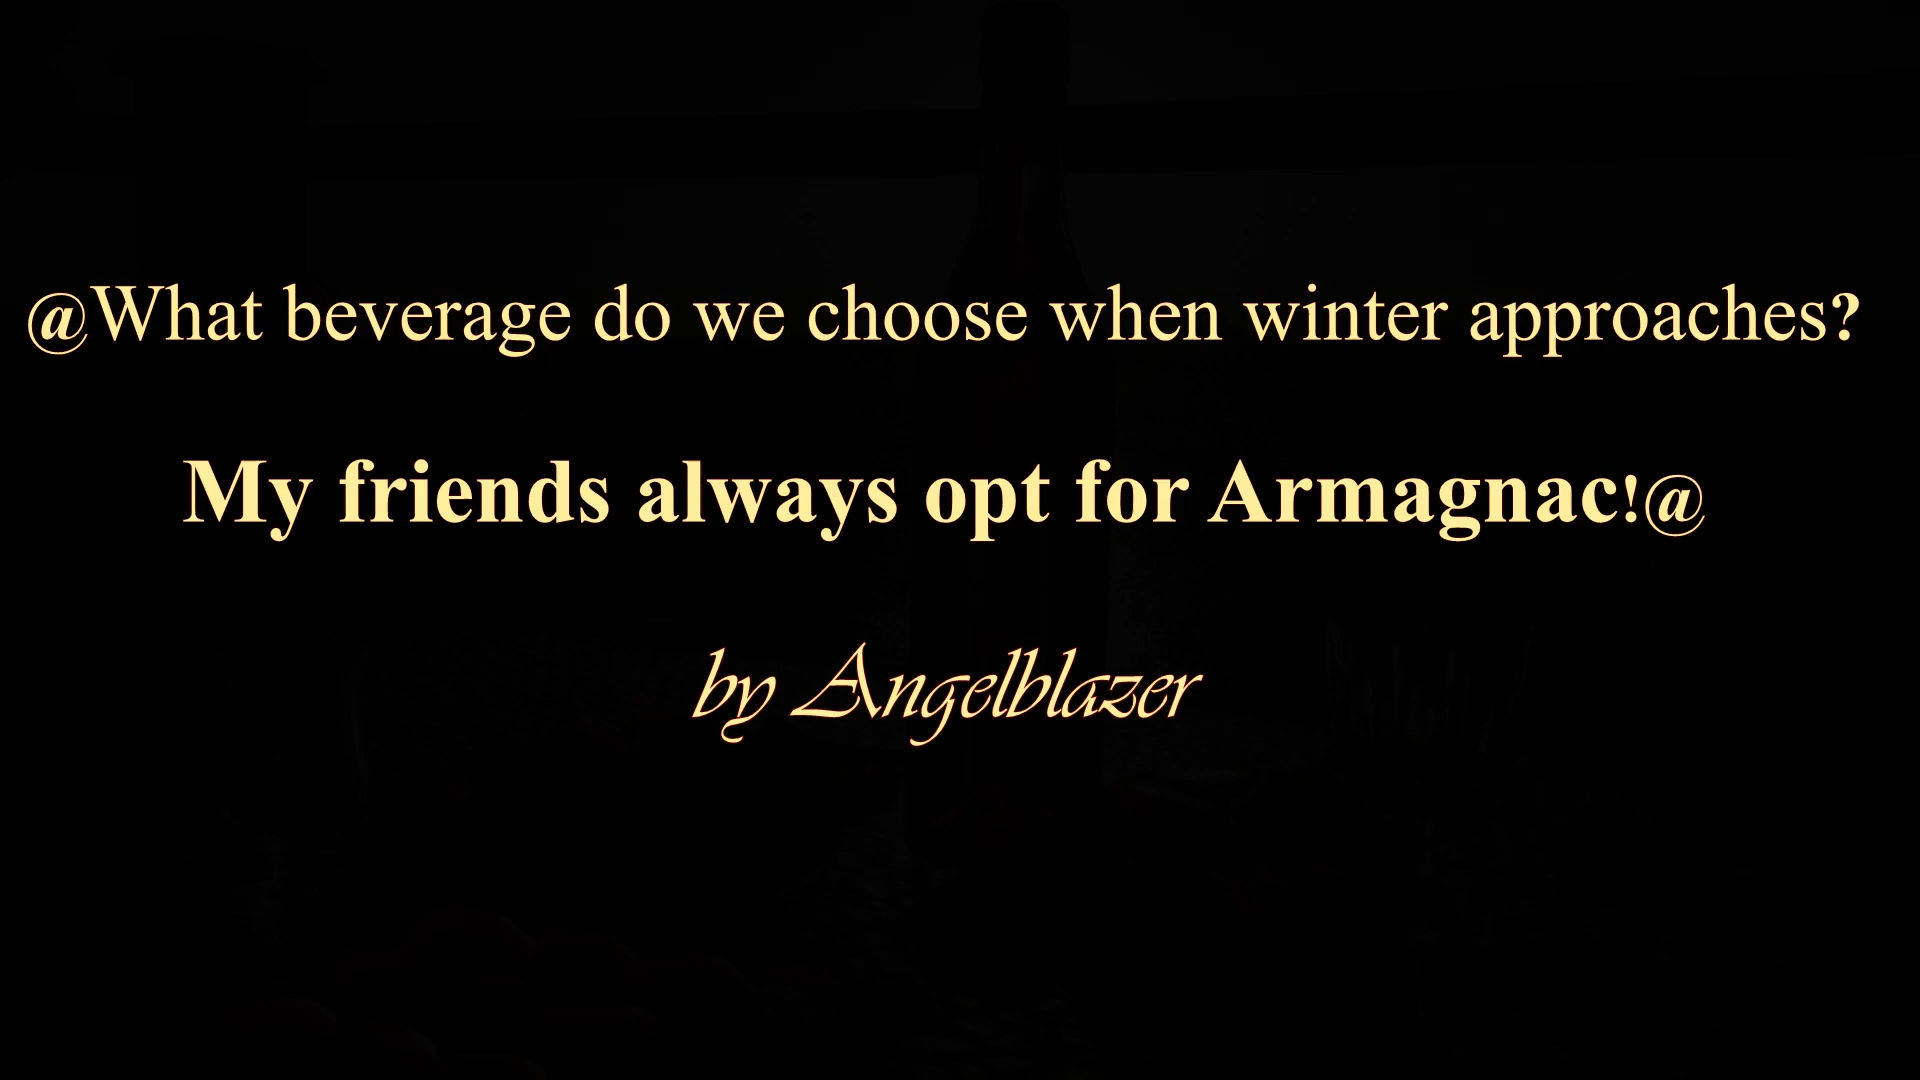 @What beverage do we choose when winter approaches?
My friends always opt for Armagnac!@
by Angelblazer